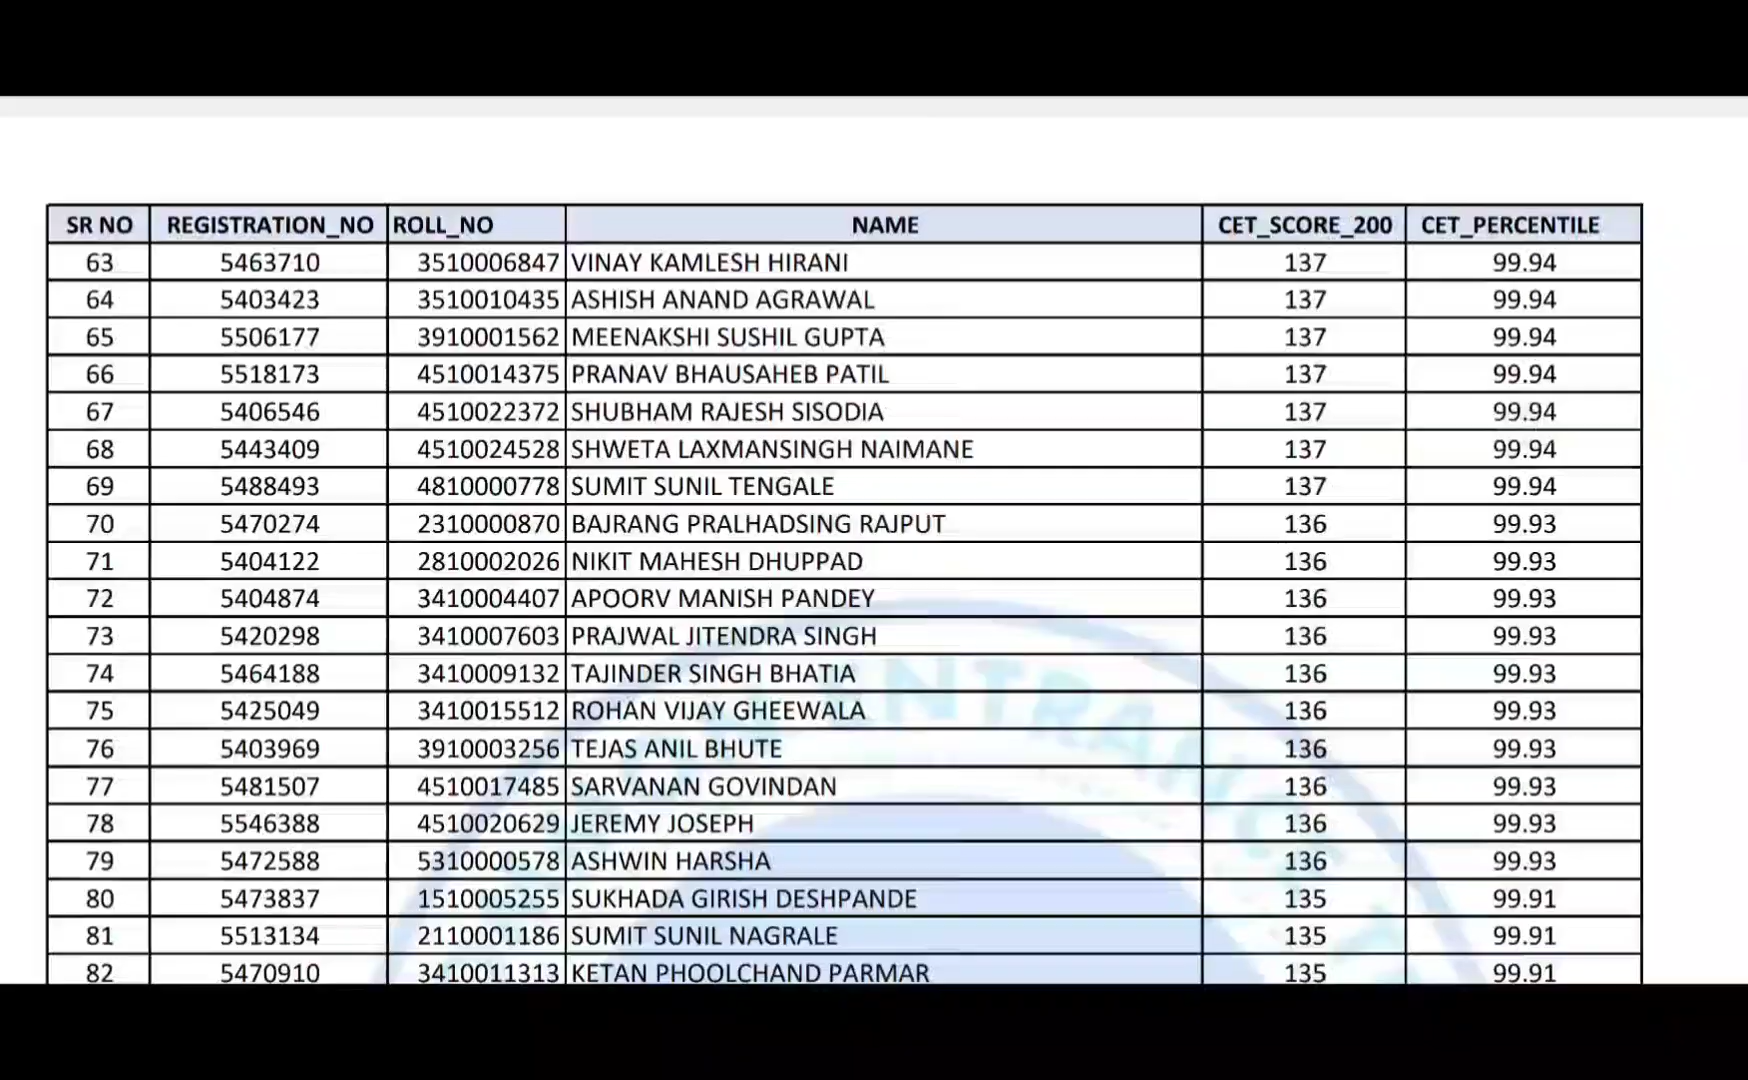 SR NO REGISTRATION_NO ROLL_NO NAME CET_SCORE_200 CET_PERCENTILE
63 5463710 3510006847 VINAY KAMLESH HIRANI 137 99.94
64 5403423 3510010435 ASHISH ANAND AGRAWAL 137 99.94
65 5506177 3910001562 MEENAKSHI SUSHIL GUPTA 137 99.94
66 5518173 4510014375 PRANAV BHAUSAHEB PATIL 137 99.94
67 5406546 4510022372 SHUBHAM RAJESH SISODIA 137 99.94
68 5443409 4510024528 SHWETA LAXMANSINGH NAIMANE 137 99.94
69 5488493 4810000778 SUMIT SUNIL TENGALE 137 99.94
70 5470274 2310000870 BAJRANG PRALHADSING RAJPUT 136 99.93
71 5404122 2810002026 NIKIT MAHESH DHUPPAD 136 99.93
72 5404874 3410004407 APOORV MANISH PANDEY 136 99.93
73 5420298 3410007603 PRAJWAL JITENDRA SINGH 136 99.93
74 5464188 3410009132 TAJINDER SINGH BHATIA 136 99.93
75 5425049 3410015512 ROHAN VIJAY GHEEWALA 136 99.93
76 5403969 3910003256 TEJAS ANIL BHUTE 136 99.93
77 5481507 4510017485 SARVANAN GOVINDAN 136 99.93
78 5546388 4510020629 JEREMY JOSEPH 136 99.93
79 5472588 5310000578 ASHWIN HARSHA 136 99.93
80 5473837 1510005255 SUKHADA GIRISH DESHPANDE 135 99.91
81 5513134 2110001186 SUMIT SUNIL NAGRALE 135 99.91
82 5470910 3410011313 KETAN PHOOLCHAND PARMAR 135 99.91